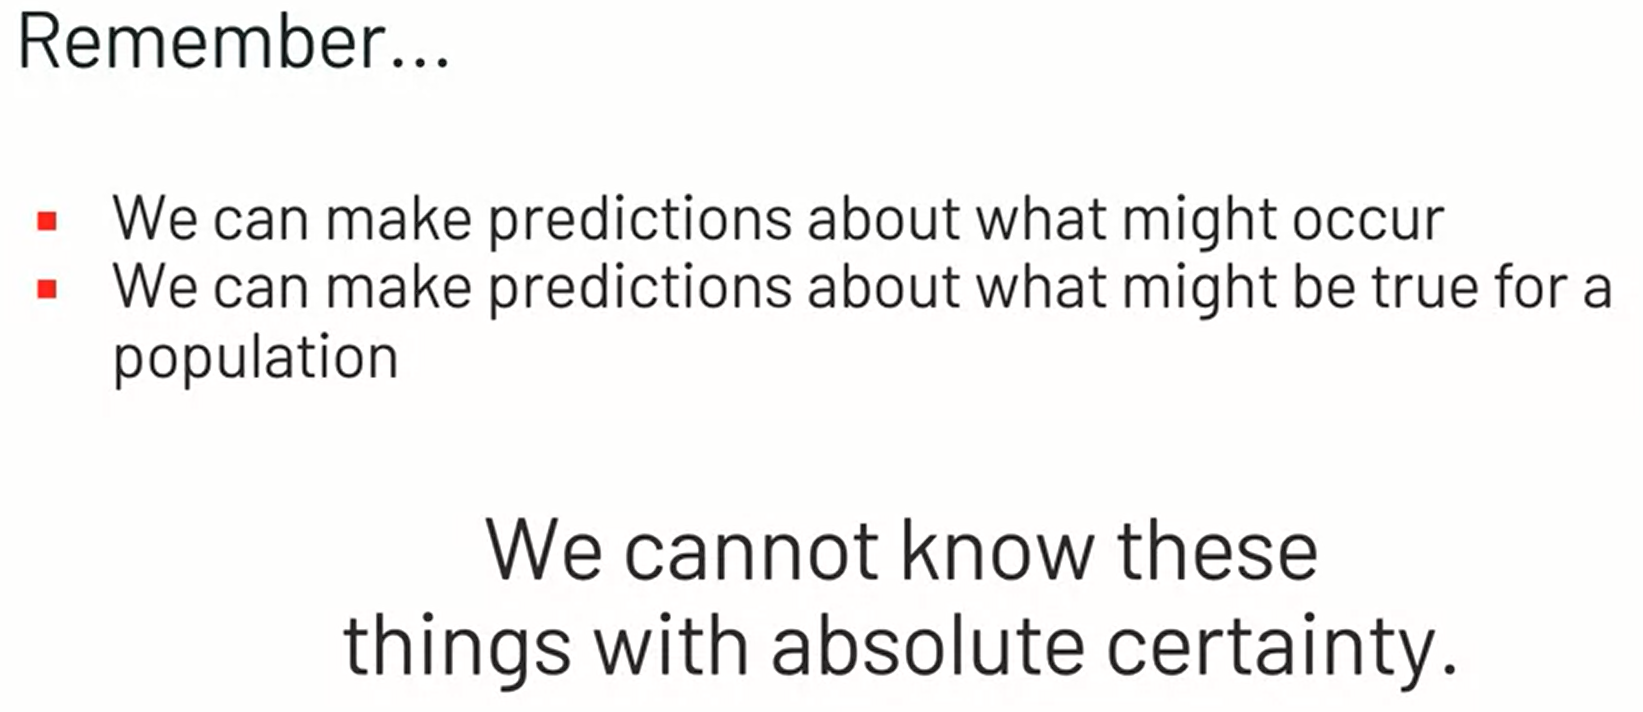 Remember...
We can make predictions about what might occur
We can make predictions about what might be true for a
population
We cannot know these
things with absolute certainty.